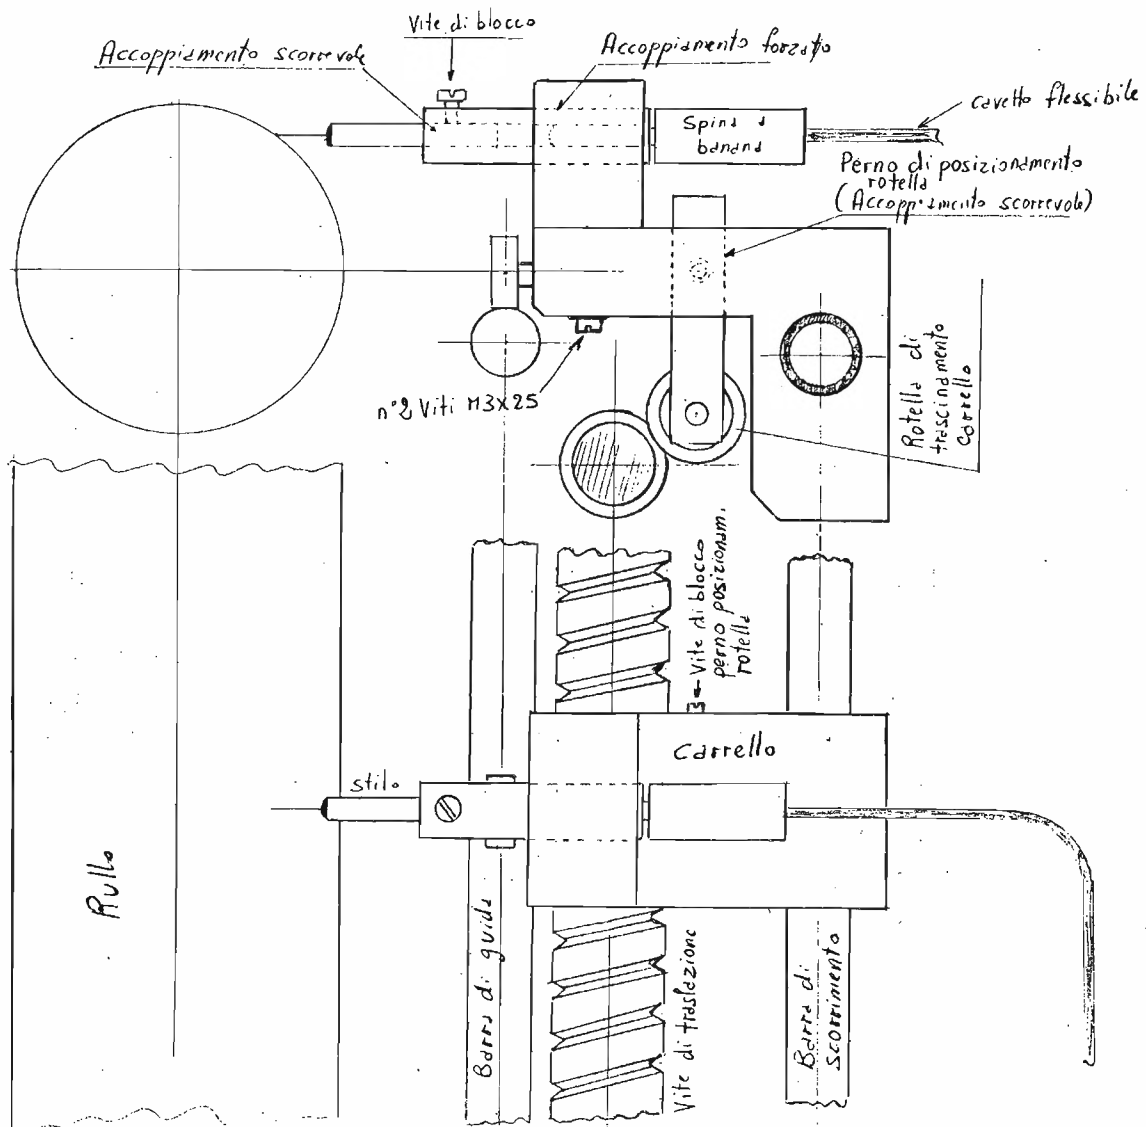 Vite di blocco
Accoppiamento scorrevole
Accoppiamento forzato
cavetto flessibile
Spina a
banana
Perno di posizionamento
rotella
(Accoppiamento scorrevole)
n°2 Viti M3X25
Rotella di
trascinamento
carrello
Vite di blocco
perno posizionam.
rotella
Carrello
stilo
Rullo
Barra di guida
Vite di traslazione
Barra di
scorrimento